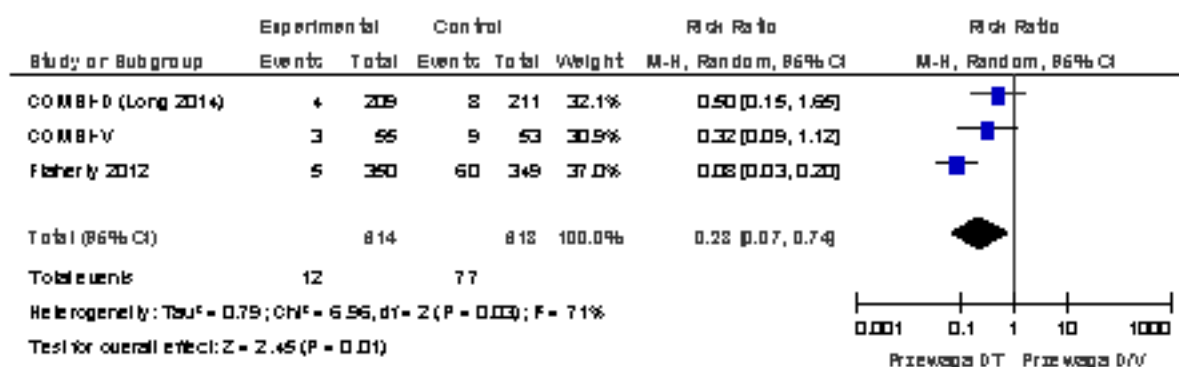 Experimental Control Risk Ratio Risk Ratio
Study or Subgroup Events Total Events Total Weight M-H, Random, 95% CI M-H, Random, 95% CI
COMBI-D (Long 2014) 4 209 8 211 32.1% 0.50 [0.15, 1.65]
COMBI-V 3 55 9 53 30.9% 0.32 [0.09, 1.12]
Flaherty 2012 5 350 60 349 37.0% 0.08 [0.03, 0.20]
Total (95% CI) 614 613 100.0% 0.23 [0.07, 0.74]
Total events 12 77
Heterogeneity: Tau² = 0.79; Chi² = 6.96, df = 2 (P = 0.03); I² = 71%
Test for overall effect: Z = 2.45 (P = 0.01)
0.001 0.1 1 10 1000
Przewaga DT Przewaga D/V